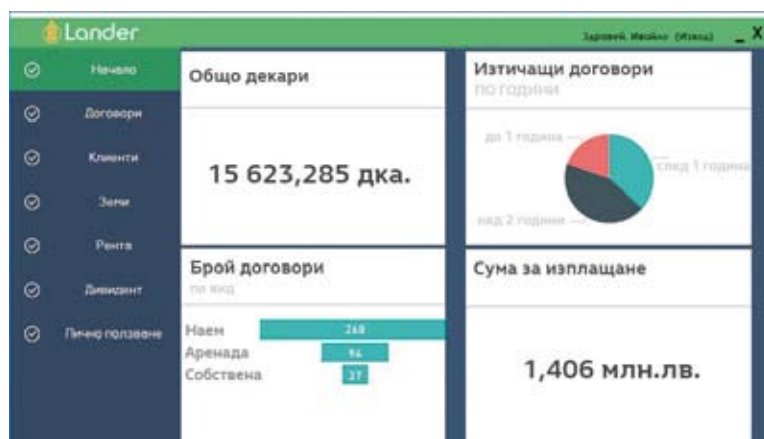 Lander
Здравей, Ивайло (Изход)
_ X
Начало
Договори
Клиенти
Земи
Рента
Дивидент
Лично ползване
Общо декари
15 623,285 дка.
Изтичащи договори
по години
до 1 година
след 1 година
над 2 години
Брой договори
по вид
Наем 268
Аренада 94
Собствена 37
Сума за изплащане
1,406 млн.лв.